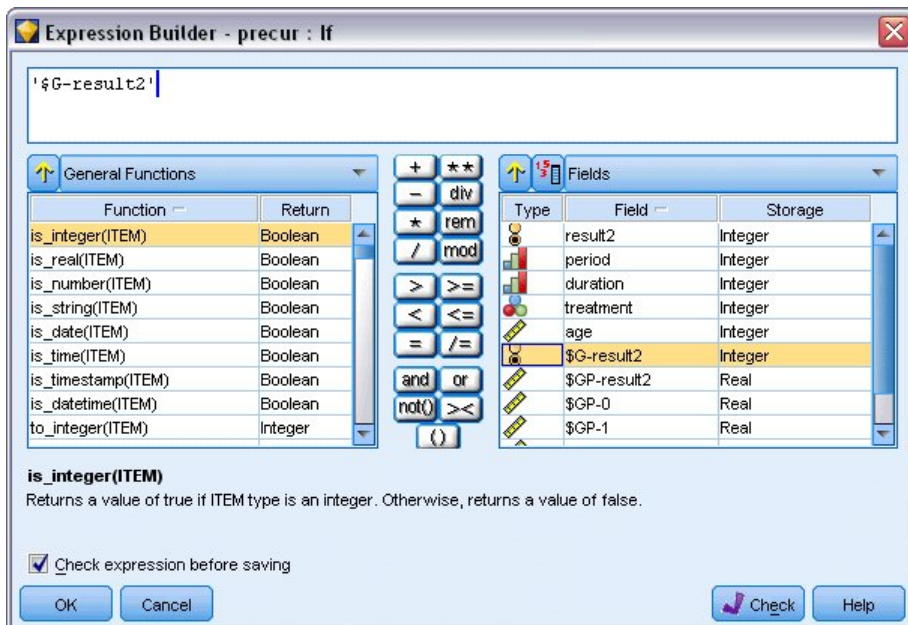 Expression Builder - precur : If
'$G-result2'
General Functions
Function Return
is_integer(ITEM) Boolean
is_real(ITEM) Boolean
is_number(ITEM) Boolean
is_string(ITEM) Boolean
is_date(ITEM) Boolean
is_time(ITEM) Boolean
is_timestamp(ITEM) Boolean
is_datetime(ITEM) Boolean
to_integer(ITEM) Integer
+ **
- div
* rem
/ mod
> >=
< <=
= /=
and or
not() ><
()
Fields
Type Field Storage
result2 Integer
period Integer
duration Integer
treatment Integer
age Integer
$G-result2 Integer
$GP-result2 Real
$GP-0 Real
$GP-1 Real
is_integer(ITEM)
Returns a value of true if ITEM type is an integer. Otherwise, returns a value of false.
Check expression before saving
OK Cancel Check Help